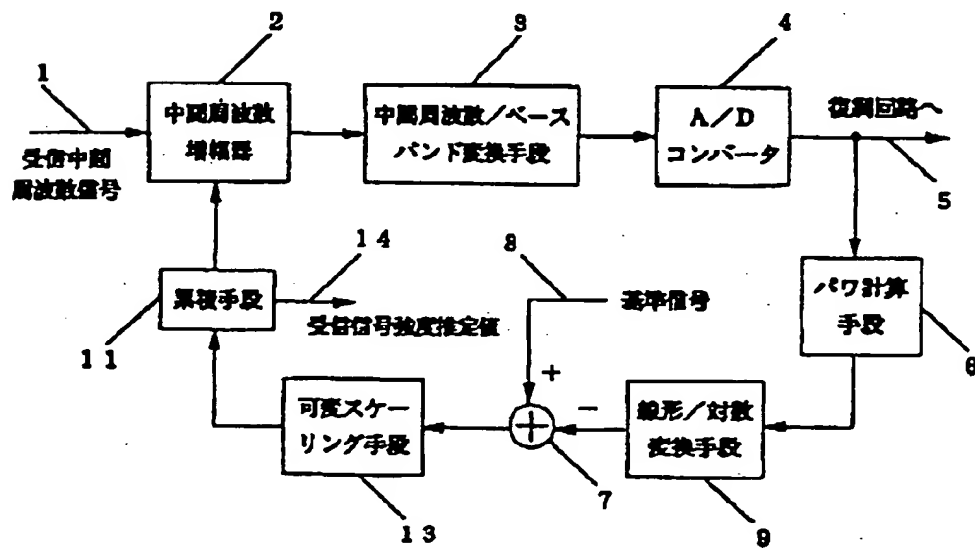 1
2
3
4
受信中間
周波数信号
中間周波数
増幅器
中間周波数／ベース
バンド変換手段
A／D
コンバータ
復調回路へ
5
14
8
累積手段
受信信号強度推定値
基準信号
パワ計算
手段
11
6
+
−
可変スケー
リング手段
線形／対数
変換手段
7
13
9